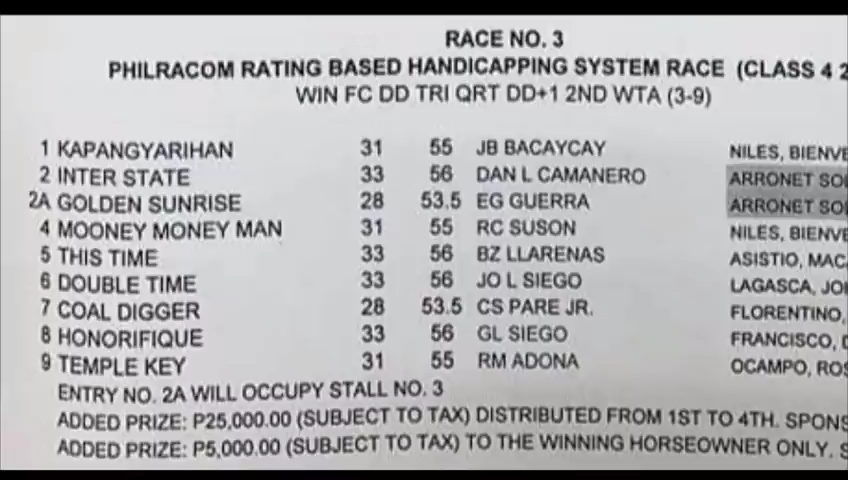 RACE NO. 3
PHILRACOM RATING BASED HANDICAPPING SYSTEM RACE (CLASS 4 2
WIN FC DD TRI QRT DD+1 2ND WTA (3-9)
1 KAPANGYARIHAN 31 55 JB BACAYCAY NILES, BIENVE
2 INTER STATE 33 56 DAN L CAMANERO ARRONET SO
2A GOLDEN SUNRISE 28 53.5 EG GUERRA ARRONET SO
4 MOONEY MONEY MAN 31 55 RC SUSON NILES, BIENVE
5 THIS TIME 33 56 BZ LLARENAS ASISTIO, MAC
6 DOUBLE TIME 33 56 JO L SIEGO LAGASCA, JO
7 COAL DIGGER 28 53.5 CS PARE JR. FLORENTINO,
8 HONORIFIQUE 33 56 GL SIEGO FRANCISCO,
9 TEMPLE KEY 31 55 RM ADONA OCAMPO, ROS
ENTRY NO. 2A WILL OCCUPY STALL NO. 3
ADDED PRIZE: P25,000.00 (SUBJECT TO TAX) DISTRIBUTED FROM 1ST TO 4TH. SPONS
ADDED PRIZE: P5,000.00 (SUBJECT TO TAX) TO THE WINNING HORSEOWNER ONLY. S